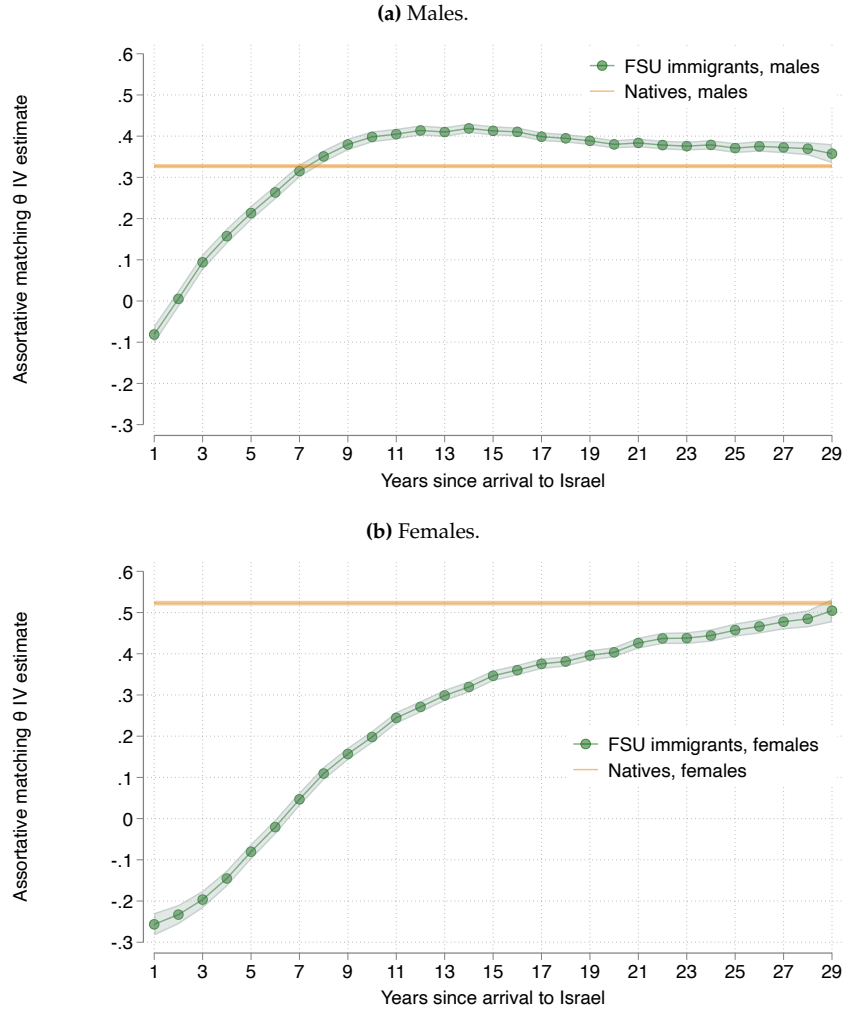 (a) Males.
.6
.5
.4
.3
.2
.1
0
-.1
-.2
-.3
Assortative matching θ IV estimate
FSU immigrants, males
Natives, males
1 3 5 7 9 11 13 15 17 19 21 23 25 27 29
Years since arrival to Israel
(b) Females.
.6
.5
.4
.3
.2
.1
0
-.1
-.2
-.3
Assortative matching θ IV estimate
FSU immigrants, females
Natives, females
1 3 5 7 9 11 13 15 17 19 21 23 25 27 29
Years since arrival to Israel